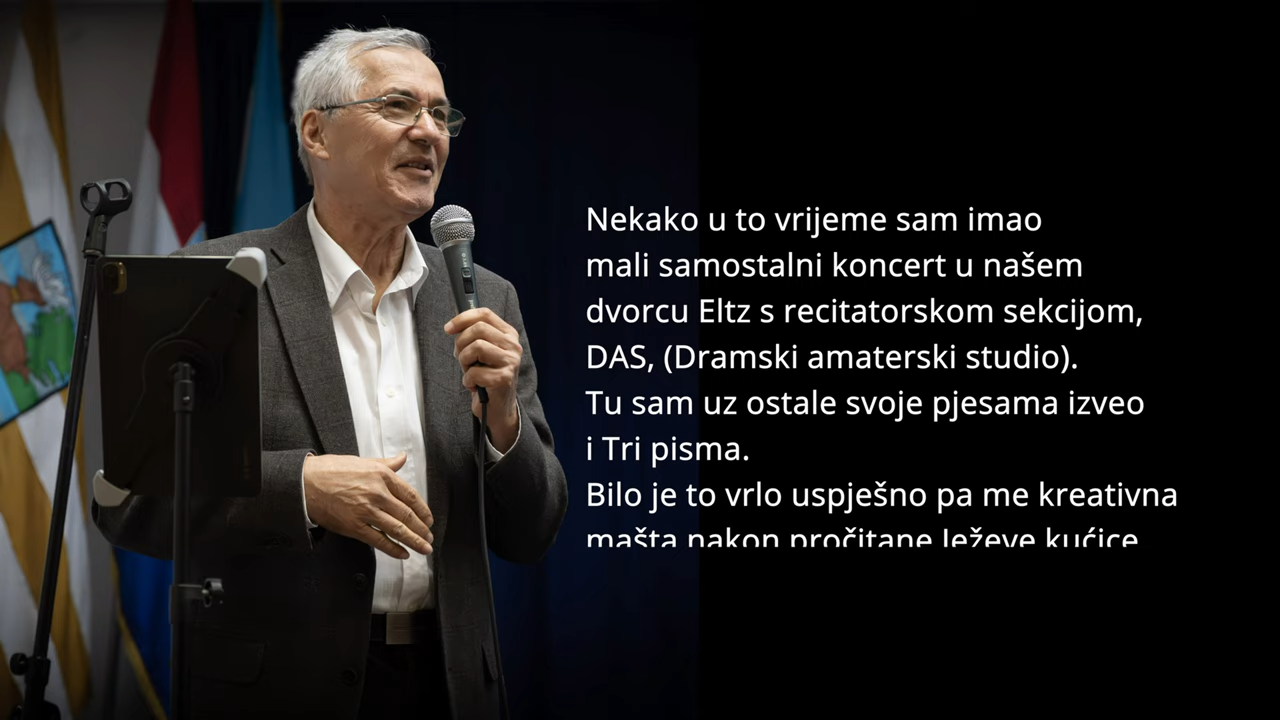 Nekako u to vrijeme sam imao
mali samostalni koncert u našem
dvorcu Eltz s recitatorskom sekcijom,
DAS, (Dramski amaterski studio).
Tu sam uz ostale svoje pjesama izveo
i Tri pisma.
Bilo je to vrlo uspješno pa me kreativna
mašta nakon pročitane Ježeve kućice